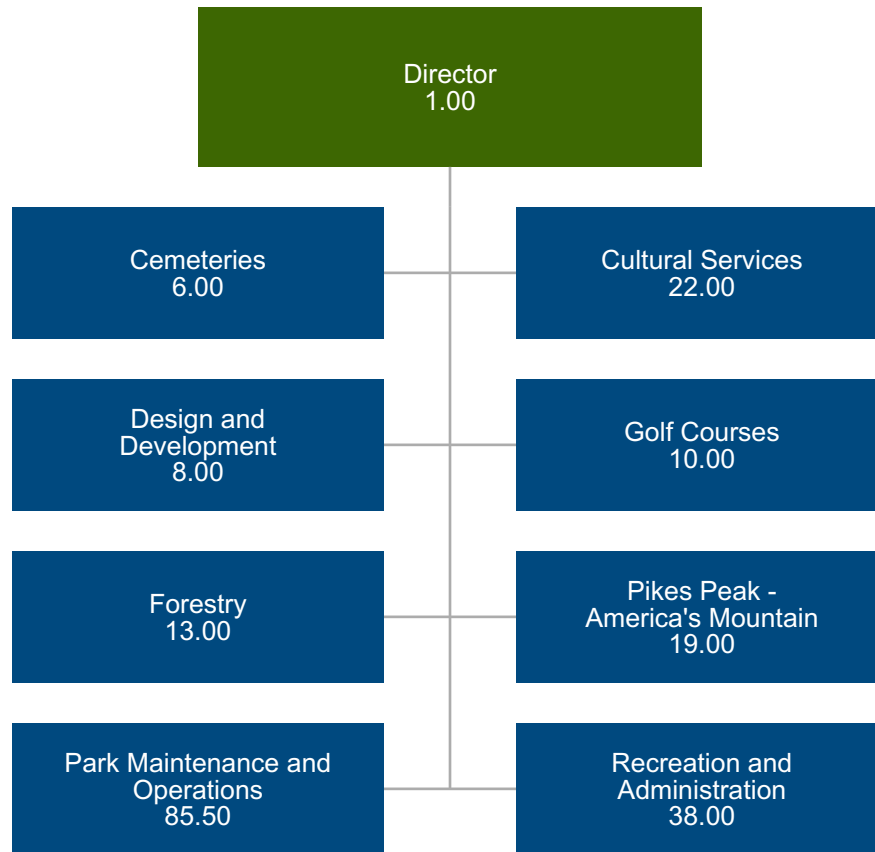 Director
1.00
Cemeteries
6.00
Cultural Services
22.00
Design and
Development
8.00
Golf Courses
10.00
Forestry
13.00
Pikes Peak -
America's Mountain
19.00
Park Maintenance and
Operations
85.50
Recreation and
Administration
38.00